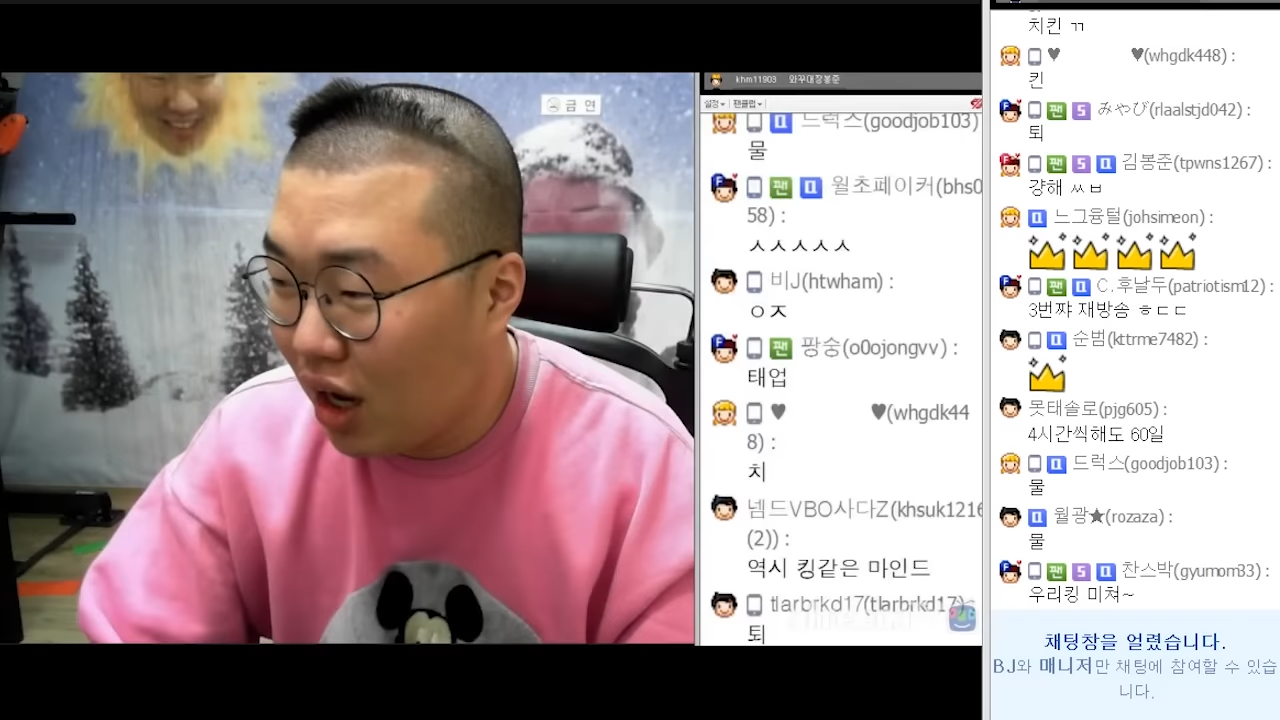 금 연
khm11903 와꾸대장봉준
설정 팬클럽
드럭스(goodjob103)
물
팬 월초페이커(bhs0
58) :
ㅅㅅㅅㅅㅅ
비J(htwham) :
ㅇㅈ
팬 팡숭(o0ojongvv) :
태업
♥ ♥(whgdk44
8) :
치
넴드VBO사다Z(khsuk1216
(2)) :
역시 킹같은 마인드
tlarbrkd17(tlarbrkd17)
퇴
치킨 ㄲ
♥ ♥(whgdk448) :
킨
팬 S みやび(rlaalstjd042) :
퇴
팬 S 김봉준(tpwns1267) :
걍해 ㅆㅂ
느그융털(johsimeon) :
팬 C.후날두(patriotism12) :
3번쨔 재방송 ㅎㄷㄷ
순범(kttrme7482) :
못태솔로(pjg605) :
4시간씩해도 60일
드럭스(goodjob103) :
물
월광★(rozaza) :
물
팬 S 찬스박(gyumom33) :
우리킹 미쳐~
채팅창을 얼렸습니다.
BJ와 매니저만 채팅에 참여할 수 있습
니다.